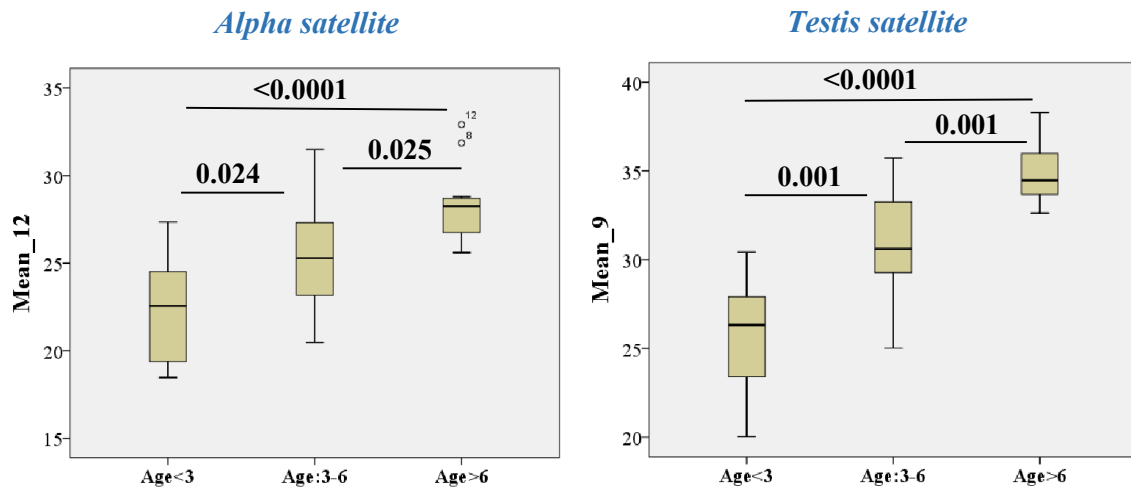 Alpha satellite
<0.0001
0.024
0.025
12
8
35
30
25
20
15
Mean_12
Age<3
Age:3-6
Age>6
Testis satellite
<0.0001
0.001
0.001
40
35
30
25
20
Mean_9
Age<3
Age:3-6
Age>6